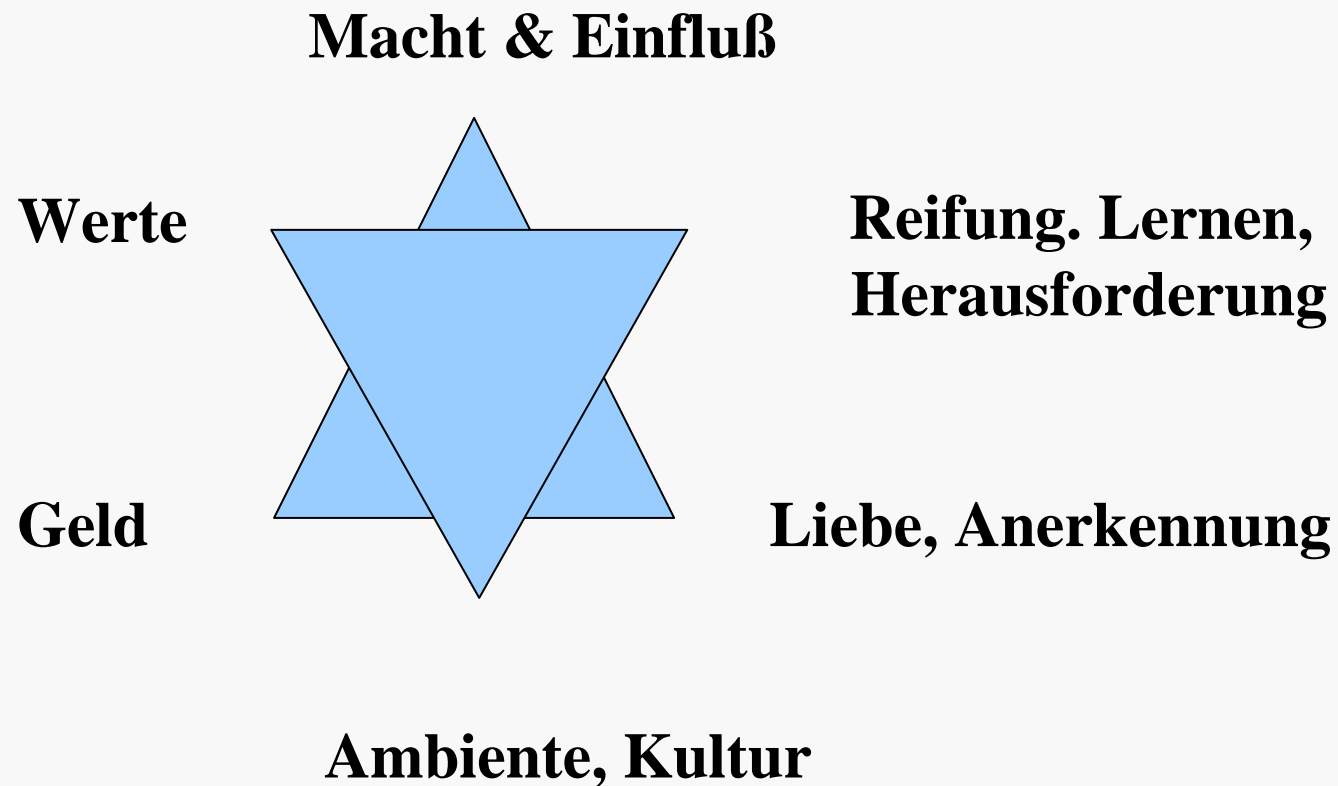 Macht & Einfluß
Werte
Reifung. Lernen,
Herausforderung
Geld
Liebe, Anerkennung
Ambiente, Kultur